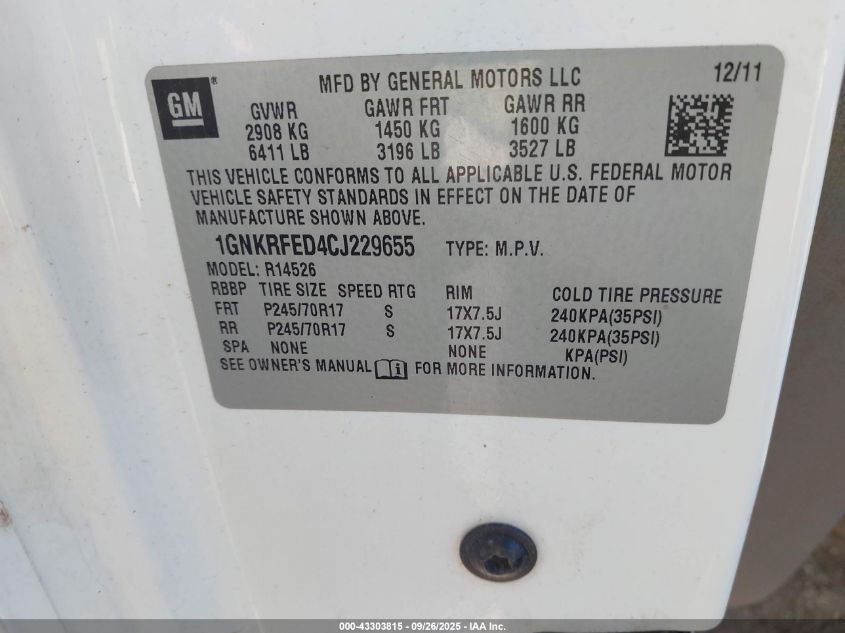 MFD BY GENERAL MOTORS LLC 12/11
GM®
GVWR GAWR FRT GAWR RR
2908 KG 1450 KG 1600 KG
6411 LB 3196 LB 3527 LB
THIS VEHICLE CONFORMS TO ALL APPLICABLE U.S. FEDERAL MOTOR
VEHICLE SAFETY STANDARDS IN EFFECT ON THE DATE OF
MANUFACTURE SHOWN ABOVE.
1GNKRFED4CJ229655 TYPE: M.P.V.
MODEL: R14526
RBBP TIRE SIZE SPEED RTG RIM COLD TIRE PRESSURE
FRT P245/70R17 S 17X7.5J 240KPA(35PSI)
RR P245/70R17 S 17X7.5J 240KPA(35PSI)
SPA NONE NONE KPA(PSI)
SEE OWNER'S MANUAL i FOR MORE INFORMATION.
000-43303815 - 09/26/2025 - IAA Inc.